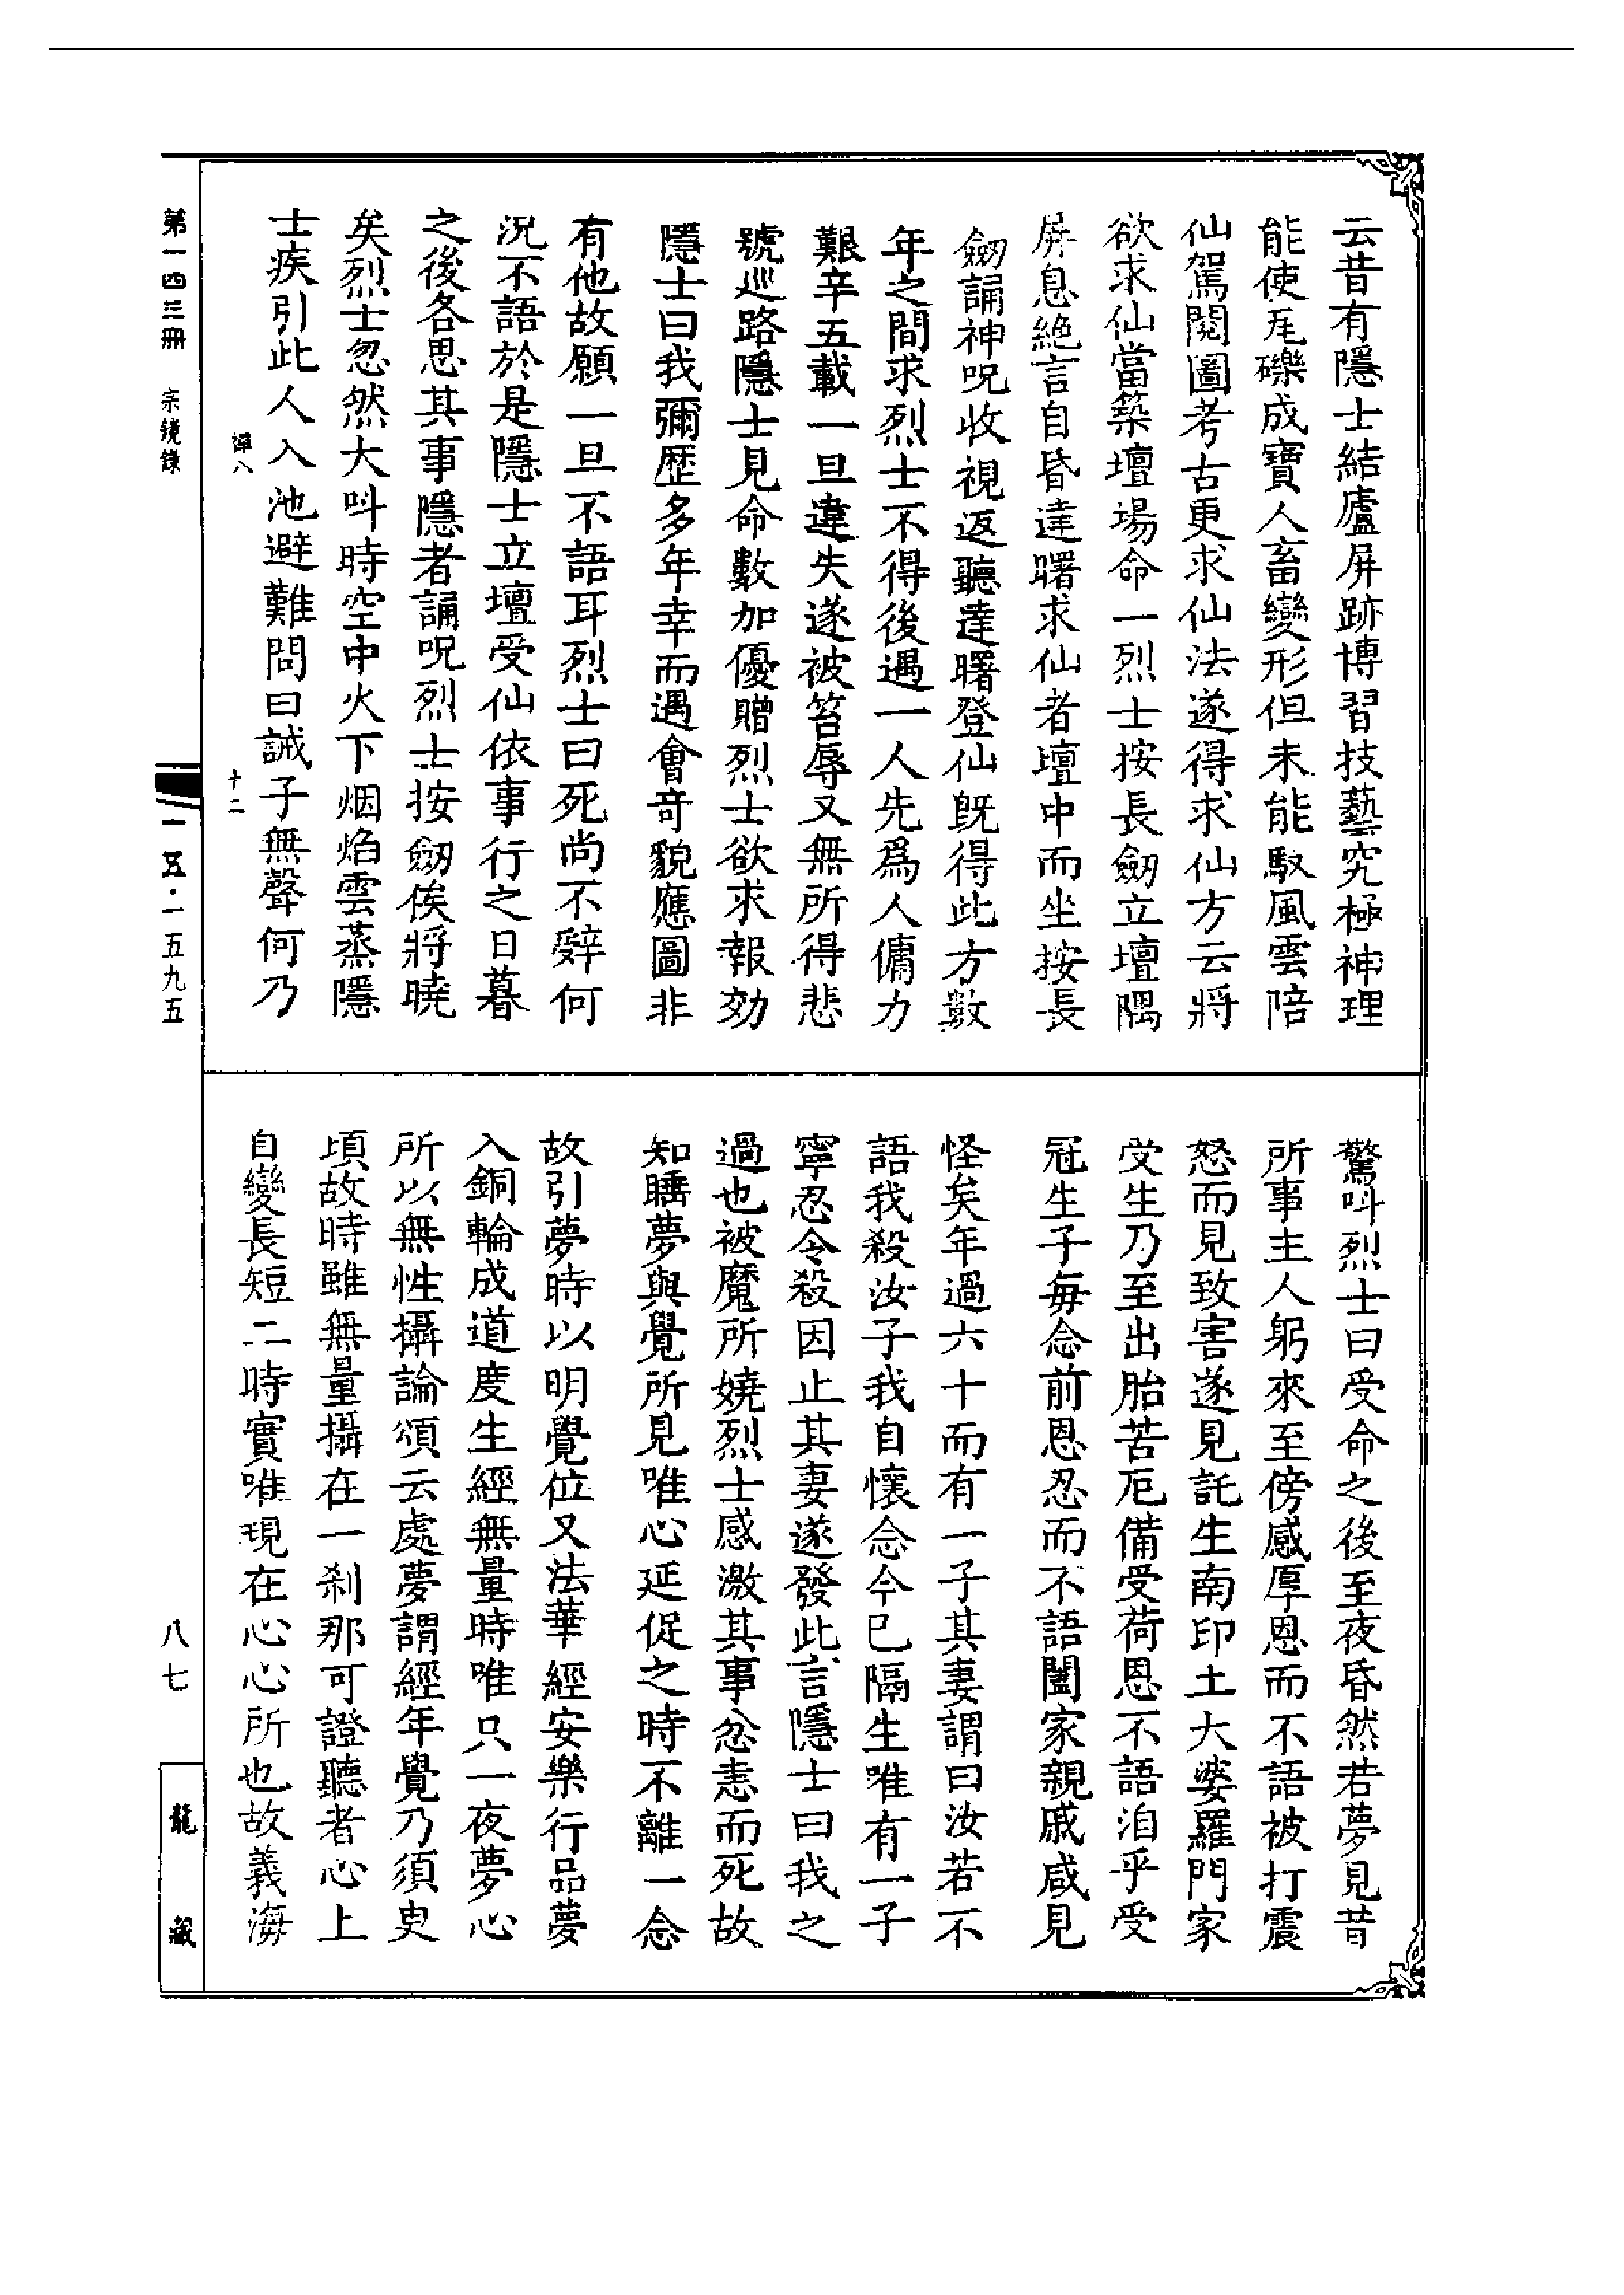 云昔有隱士結廬屏跡博習技藝究極神理
能使瓦礫成寶人畜變形但未能馭風雲陪
仙駕閱圖考古更求仙法遂得求仙方云將
欲求仙當築壇場命一烈士按長劒立壇隅
屏息絶言自昏達曙求仙者壇中而坐按長
劒誦神呪收視返聽達曙登仙旣得此方數
年之間求烈士不得後遇一人先爲人傭力
艱辛五載一旦違失遂被笞辱又無所得悲
號巡路隱士見命數加優贈烈士欲求報効
隱士曰我彌歴多年幸而遇會奇貌應圖非
有他故願一旦不語耳烈士曰死尚不辤何
況不語於是隱士立壇受仙依事行之日暮
之後各思其事隱者誦呪烈士按劒俟將曉
矣烈士忽然大呌時空中火下烟焰雲蒸隱
士疾引此人入池避難問曰誡子無聲何乃
驚呌烈士曰受命之後至夜昏然若夢見昔
所事主人躬來至傍感厚恩而不語被打震
怒而見致害遂見託生南印土大婆羅門家
受生乃至出胎苦厄備受荷恩不語洎乎受
冠生子每念前恩忍而不語闔家親戚咸見
怪矣年過六十而有一子其妻謂曰汝若不
語我殺汝子我自懷念今已隔生唯有一子
寧忍令殺因止其妻遂發此言隱士曰我之
過也被魔所嬈烈士感激其事忿恚而死故
知睡夢與覺所見唯心延促之時不離一念
故引夢時以明覺位又法華經安樂行品夢
入銅輪成道度生經無量時唯只一夜夢心
所以無性攝論頌云處夢謂經年覺乃須臾
頃故時雖無量攝在一刹那可證聽者心上
自變長短二時實唯現在心心所也故義海
禪八
十二
第一四三冊 宗鏡錄
一一五·一五九五
八七
龍藏